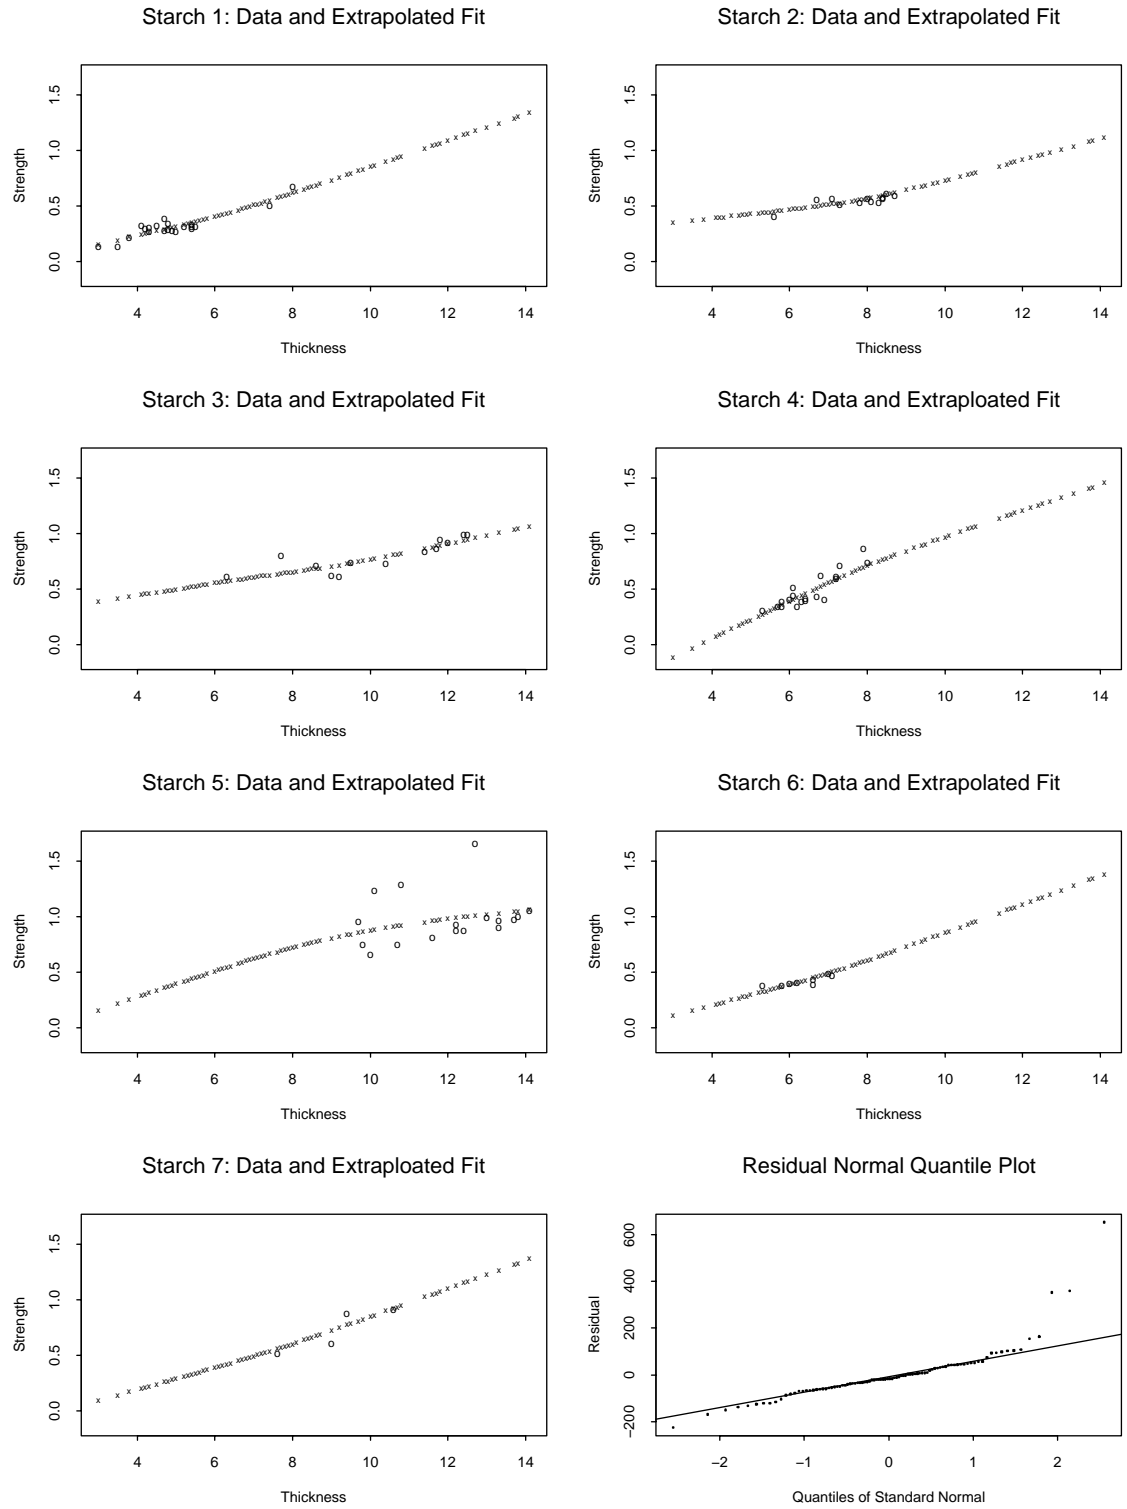 Starch 1: Data and Extrapolated Fit
Strength
0.0 0.5 1.0 1.5
4 6 8 10 12 14
Thickness
Starch 2: Data and Extrapolated Fit
Strength
0.0 0.5 1.0 1.5
4 6 8 10 12 14
Thickness
Starch 3: Data and Extrapolated Fit
Strength
0.0 0.5 1.0 1.5
4 6 8 10 12 14
Thickness
Starch 4: Data and Extraploated Fit
Strength
0.0 0.5 1.0 1.5
4 6 8 10 12 14
Thickness
Starch 5: Data and Extrapolated Fit
Strength
0.0 0.5 1.0 1.5
4 6 8 10 12 14
Thickness
Starch 6: Data and Extrapolated Fit
Strength
0.0 0.5 1.0 1.5
4 6 8 10 12 14
Thickness
Starch 7: Data and Extraploated Fit
Strength
0.0 0.5 1.0 1.5
4 6 8 10 12 14
Thickness
Residual Normal Quantile Plot
Residual
−200 0 200 400 600
−2 −1 0 1 2
Quantiles of Standard Normal